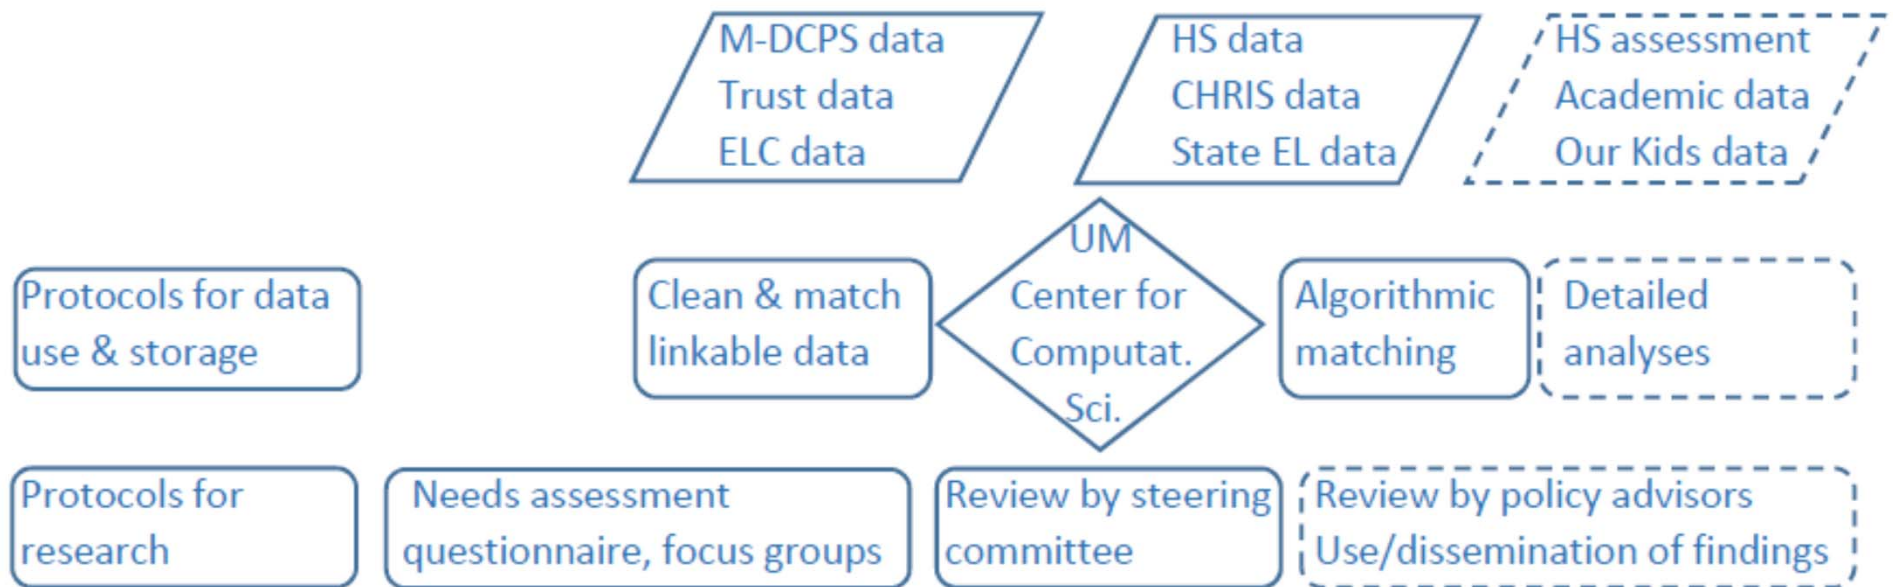 M-DCPS data
Trust data
ELC data
HS data
CHRIS data
State EL data
HS assessment
Academic data
Our Kids data
Protocols for data
use & storage
Clean & match
linkable data
UM
Center for
Computat.
Sci.
Algorithmic
matching
Detailed
analyses
Protocols for
research
Needs assessment
questionnaire, focus groups
Review by steering
committee
Review by policy advisors
Use/dissemination of findings